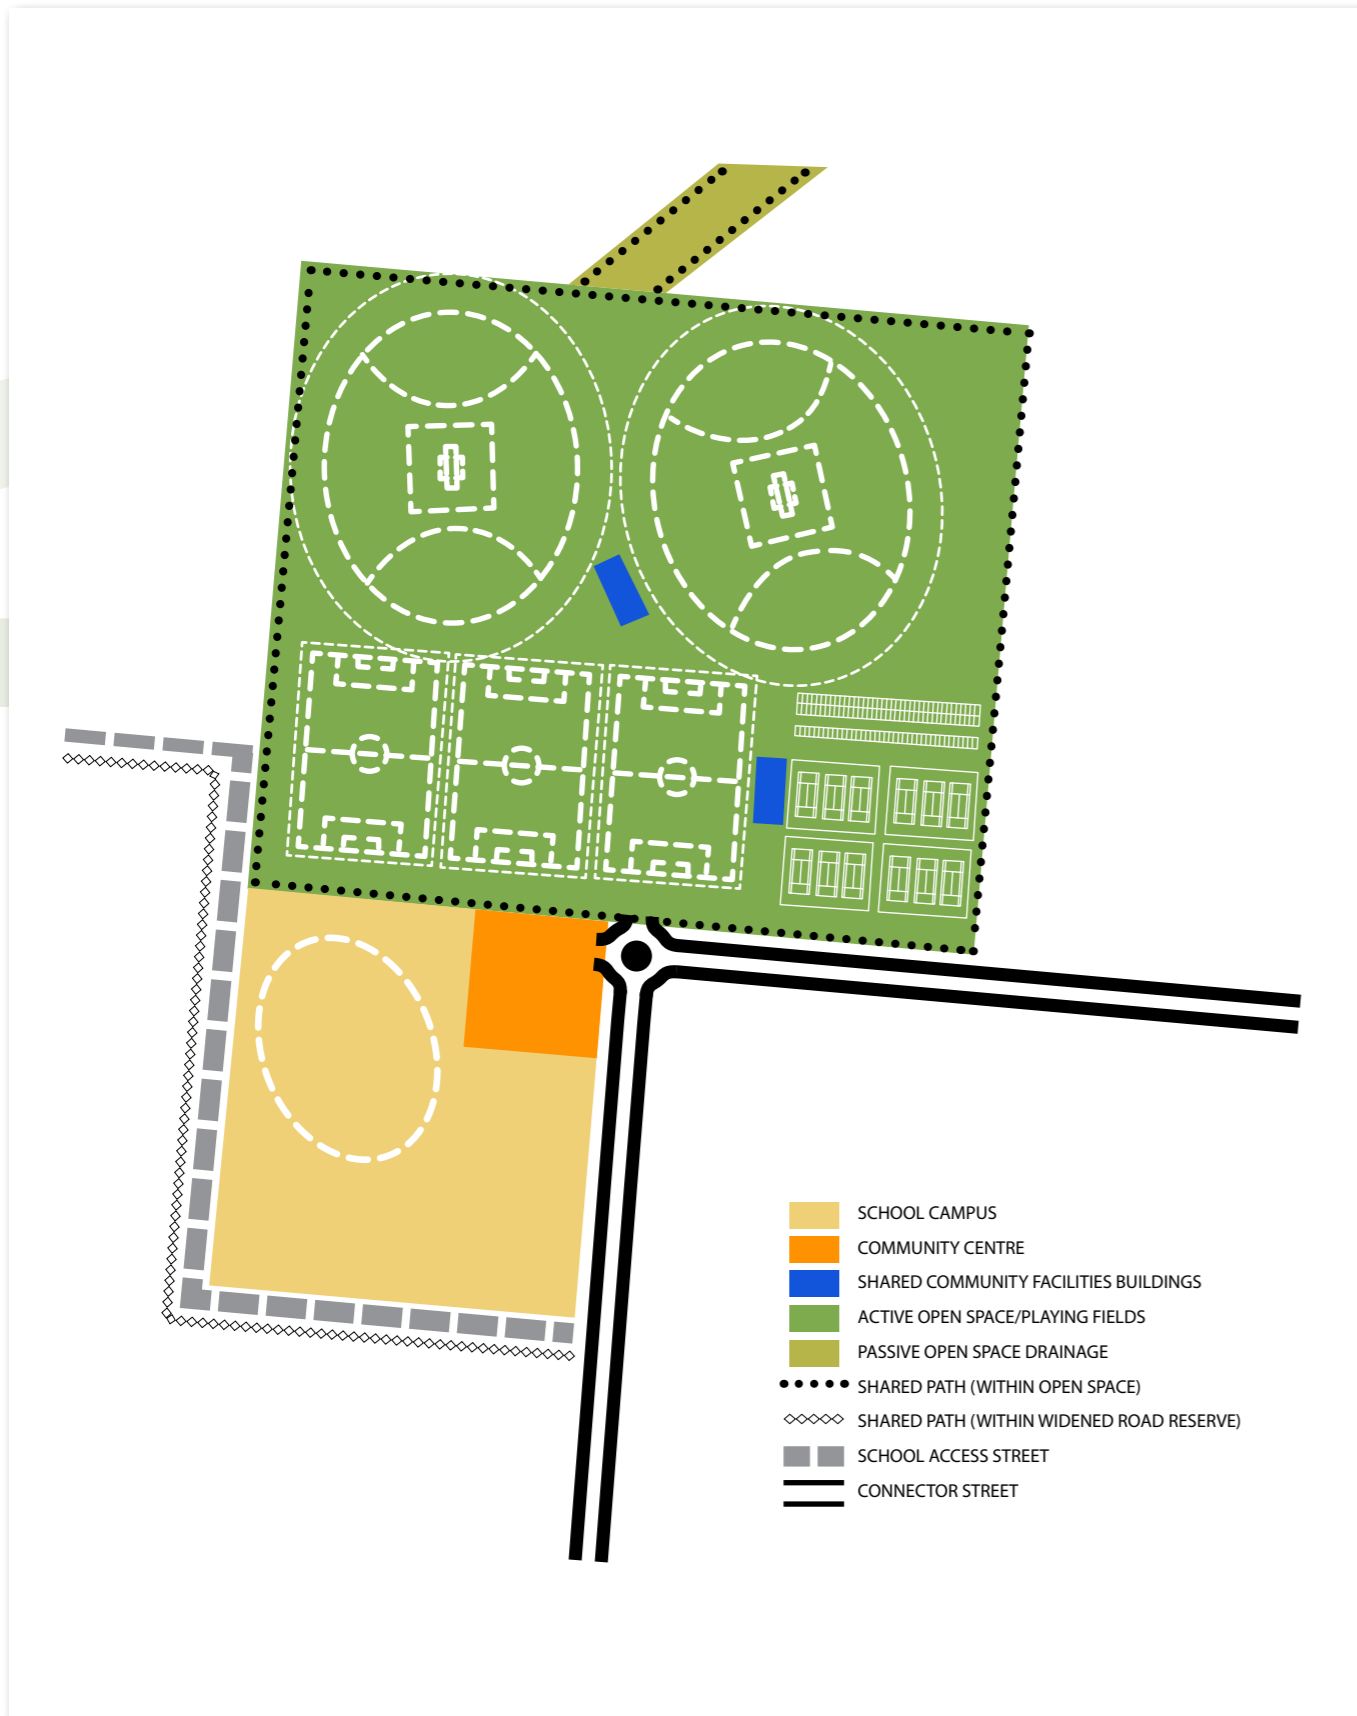 SCHOOL CAMPUS
COMMUNITY CENTRE
SHARED COMMUNITY FACILITIES BUILDINGS
ACTIVE OPEN SPACE/PLAYING FIELDS
PASSIVE OPEN SPACE DRAINAGE
SHARED PATH (WITHIN OPEN SPACE)
SHARED PATH (WITHIN WIDENED ROAD RESERVE)
SCHOOL ACCESS STREET
CONNECTOR STREET